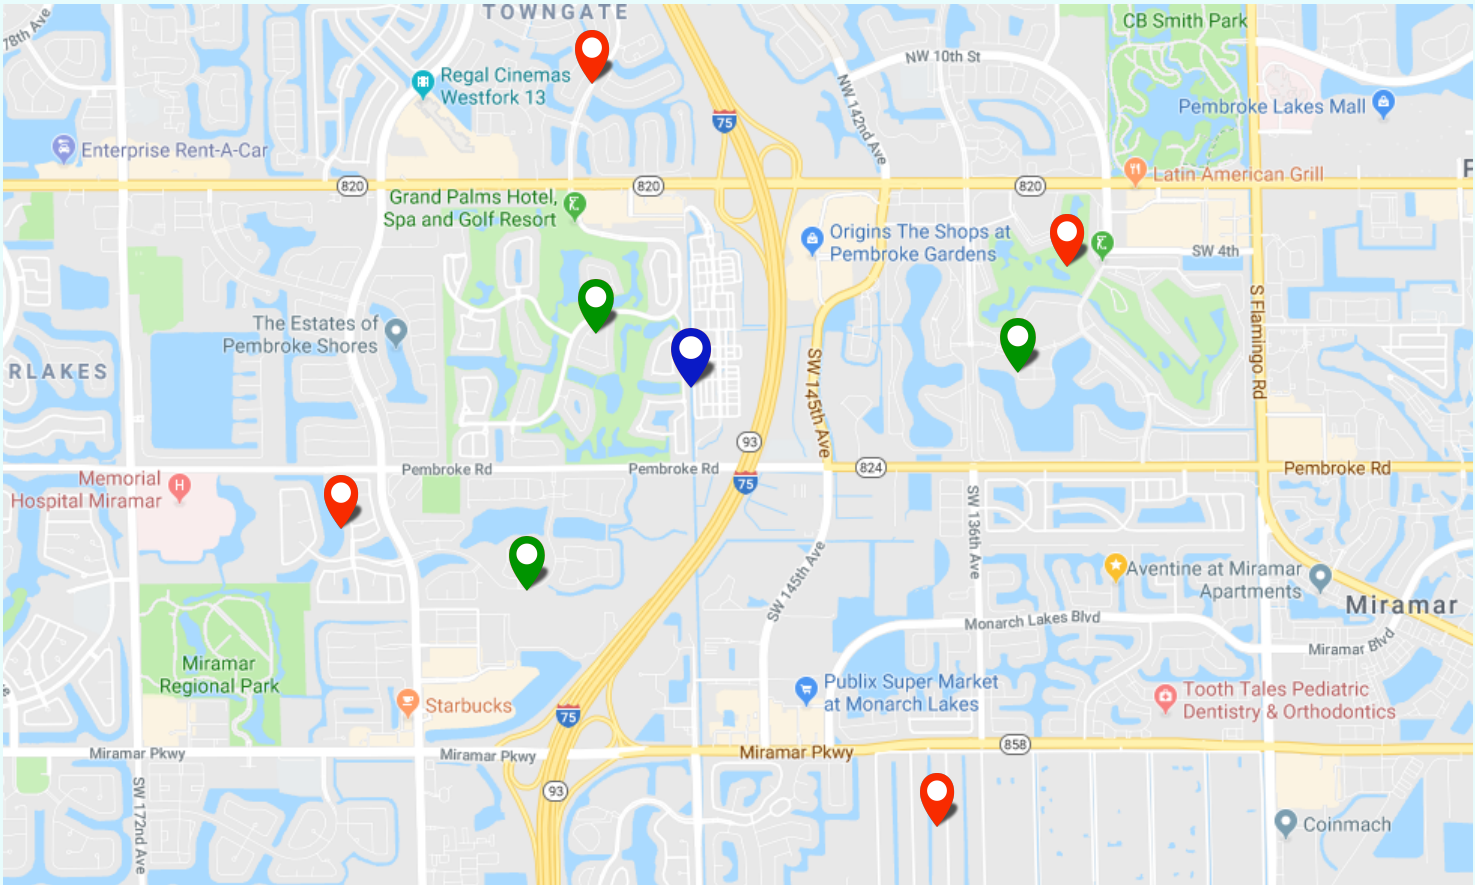 TOWNGATE
78th Ave
CB Smith Park
Regal Cinemas
Westfork 13
NW 10th St
NW 142nd Ave
Pembroke Lakes Mall
75
Enterprise Rent-A-Car
820
820
820
Latin American Grill
Grand Palms Hotel,
Spa and Golf Resort
Origins The Shops at
Pembroke Gardens
SW 4th
The Estates of
Pembroke Shores
S Flamingo Rd
RLAKES
SW 145th Ave
93
Pembroke Rd
Pembroke Rd
824
Pembroke Rd
75
Memorial
Hospital Miramar
H
SW 136th Ave
SW 145th Ave
Aventine at Miramar
Apartments
Miramar
Monarch Lakes Blvd
Miramar Blvd
Miramar
Regional Park
Publix Super Market
at Monarch Lakes
Tooth Tales Pediatric
Dentistry & Orthodontics
Starbucks
75
Miramar Pkwy
Miramar Pkwy
Miramar Pkwy
858
SW 172nd Ave
93
Coinmach